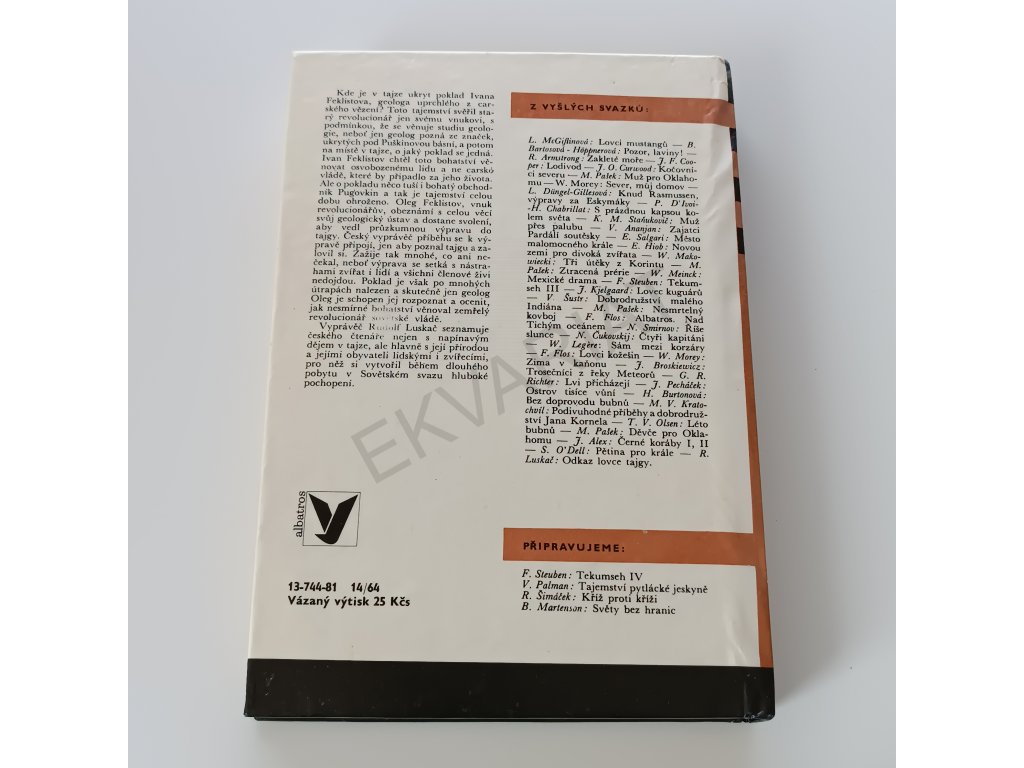 Kde je v tajze ukryt poklad Ivana
Feklistova, geologa uprchlého z car-
ského vězení? Toto tajemství svěřil sta-
rý revolucionář jen svému vnukovi, s
podmínkou, že se věnuje studiu geolo-
gie, neboť jen geolog pozná ze značek,
ukrytých pod Puškinovou básní, a potom
na místě v tajze, o jaký poklad se jedná.
Ivan Feklistov chtěl toto bohatství vě-
novat osvobozenému lidu a ne carské
vládě, které by připadlo za jeho života.
Ale o pokladu něco tuší i bohatý obchod-
ník Pugovkin a tak je tajemství celou
dobu ohroženo. Oleg Feklistov, vnuk
revolucionářův, obeznámí s celou věcí
svůj geologický ústav a dostane svolení,
aby vedl průzkumnou výpravu do
tajgy. Český vypravěč příběhu se k vý-
pravě připojí, jen aby poznal tajgu a za-
lovil si. Zažije tak mnohé, co ani ne-
čekal, neboť výprava se setká s nástra-
hami zvířat i lidí a všichni členové živi
nedojdou. Poklad je však po mnohých
útrapách nalezen a skutečně jen geolog
Oleg je schopen jej rozpoznat a ocenit,
jak nesmírné bohatství věnoval zemřelý
revolucionář sovětské vládě.
Vypravěč Rudolf Luskač seznamuje
českého čtenáře nejen s napínavým
dějem v tajze, ale hlavně s její přírodou
a jejími obyvateli lidskými i zvířecími,
pro něž si vytvořil během dlouhého
pobytu v Sovětském svazu hluboké
pochopení.
albatros
13-744-81 14/64
Vázaný výtisk 25 Kčs
Z VYŠLÝCH SVAZKŮ:
L. McGiffinová: Lovci mustangů — B.
Bartosová - Höppnerová: Pozor, laviny! —
R. Armstrong: Zakleté moře — J. F. Coo-
per: Lodivod — J. O. Curwood: Kočovní-
ci severu — M. Pašek: Muž pro Oklaho-
mu — W. Morey: Sever, můj domov —
L. Düngel-Gillesová: Knud Rasmussen,
výpravy za Eskymáky — P. D'Ivoi-
-H. Chabrillat: S prázdnou kapsou ko-
lem světa — K. M. Staňukovič: Muž
přes palubu — V. Ananjan: Zajatci
Pardálí soutěsky — E. Salgari: Město
malomocného krále — E. Hiob: Novou
zemí pro divoká zvířata — W. Mako-
wiecki: Tři útěky z Korintu — M.
Pašek: Ztracená prérie — W. Meinck:
Mexické drama — F. Steuben: Tekum-
seh III — J. Kjelgaard: Lovec kuguárů
— V. Šustr: Dobrodružství malého
Indiána — M. Pašek: Nesmrtelný
kovboj — F. Flos: Albatros. Nad
Tichým oceánem — N. Smirnov: Říše
slunce — N. Čukovskij: Čtyři kapitáni
— W. Legère: Sám mezi korzáry
— F. Flos: Lovci kožešin — W. Morey:
Zima v kaňonu — J. Broskiewicz:
Trosečníci z řeky Meteorů — G. R.
Richter: Lvi přicházejí — J. Pecháček:
Ostrov tisíce vůní — H. Burtonová:
Bez doprovodu bubnů — M. V. Krato-
chvíl: Podivuhodné příběhy a dobrodruž-
ství Jana Kornela — T. V. Olsen: Léto
bubnů — M. Pašek: Děvče pro Okla-
homu — J. Alex: Černé koráby I, II
— S. O'Dell: Pětina pro krále — R.
Luskač: Odkaz lovce tajgy.
PŘIPRAVUJEME:
F. Steuben: Tekumseh IV
V. Palman: Tajemství pytlácké jeskyně
R. Šimáček: Kříž proti kříži
B. Martenson: Světy bez hranic